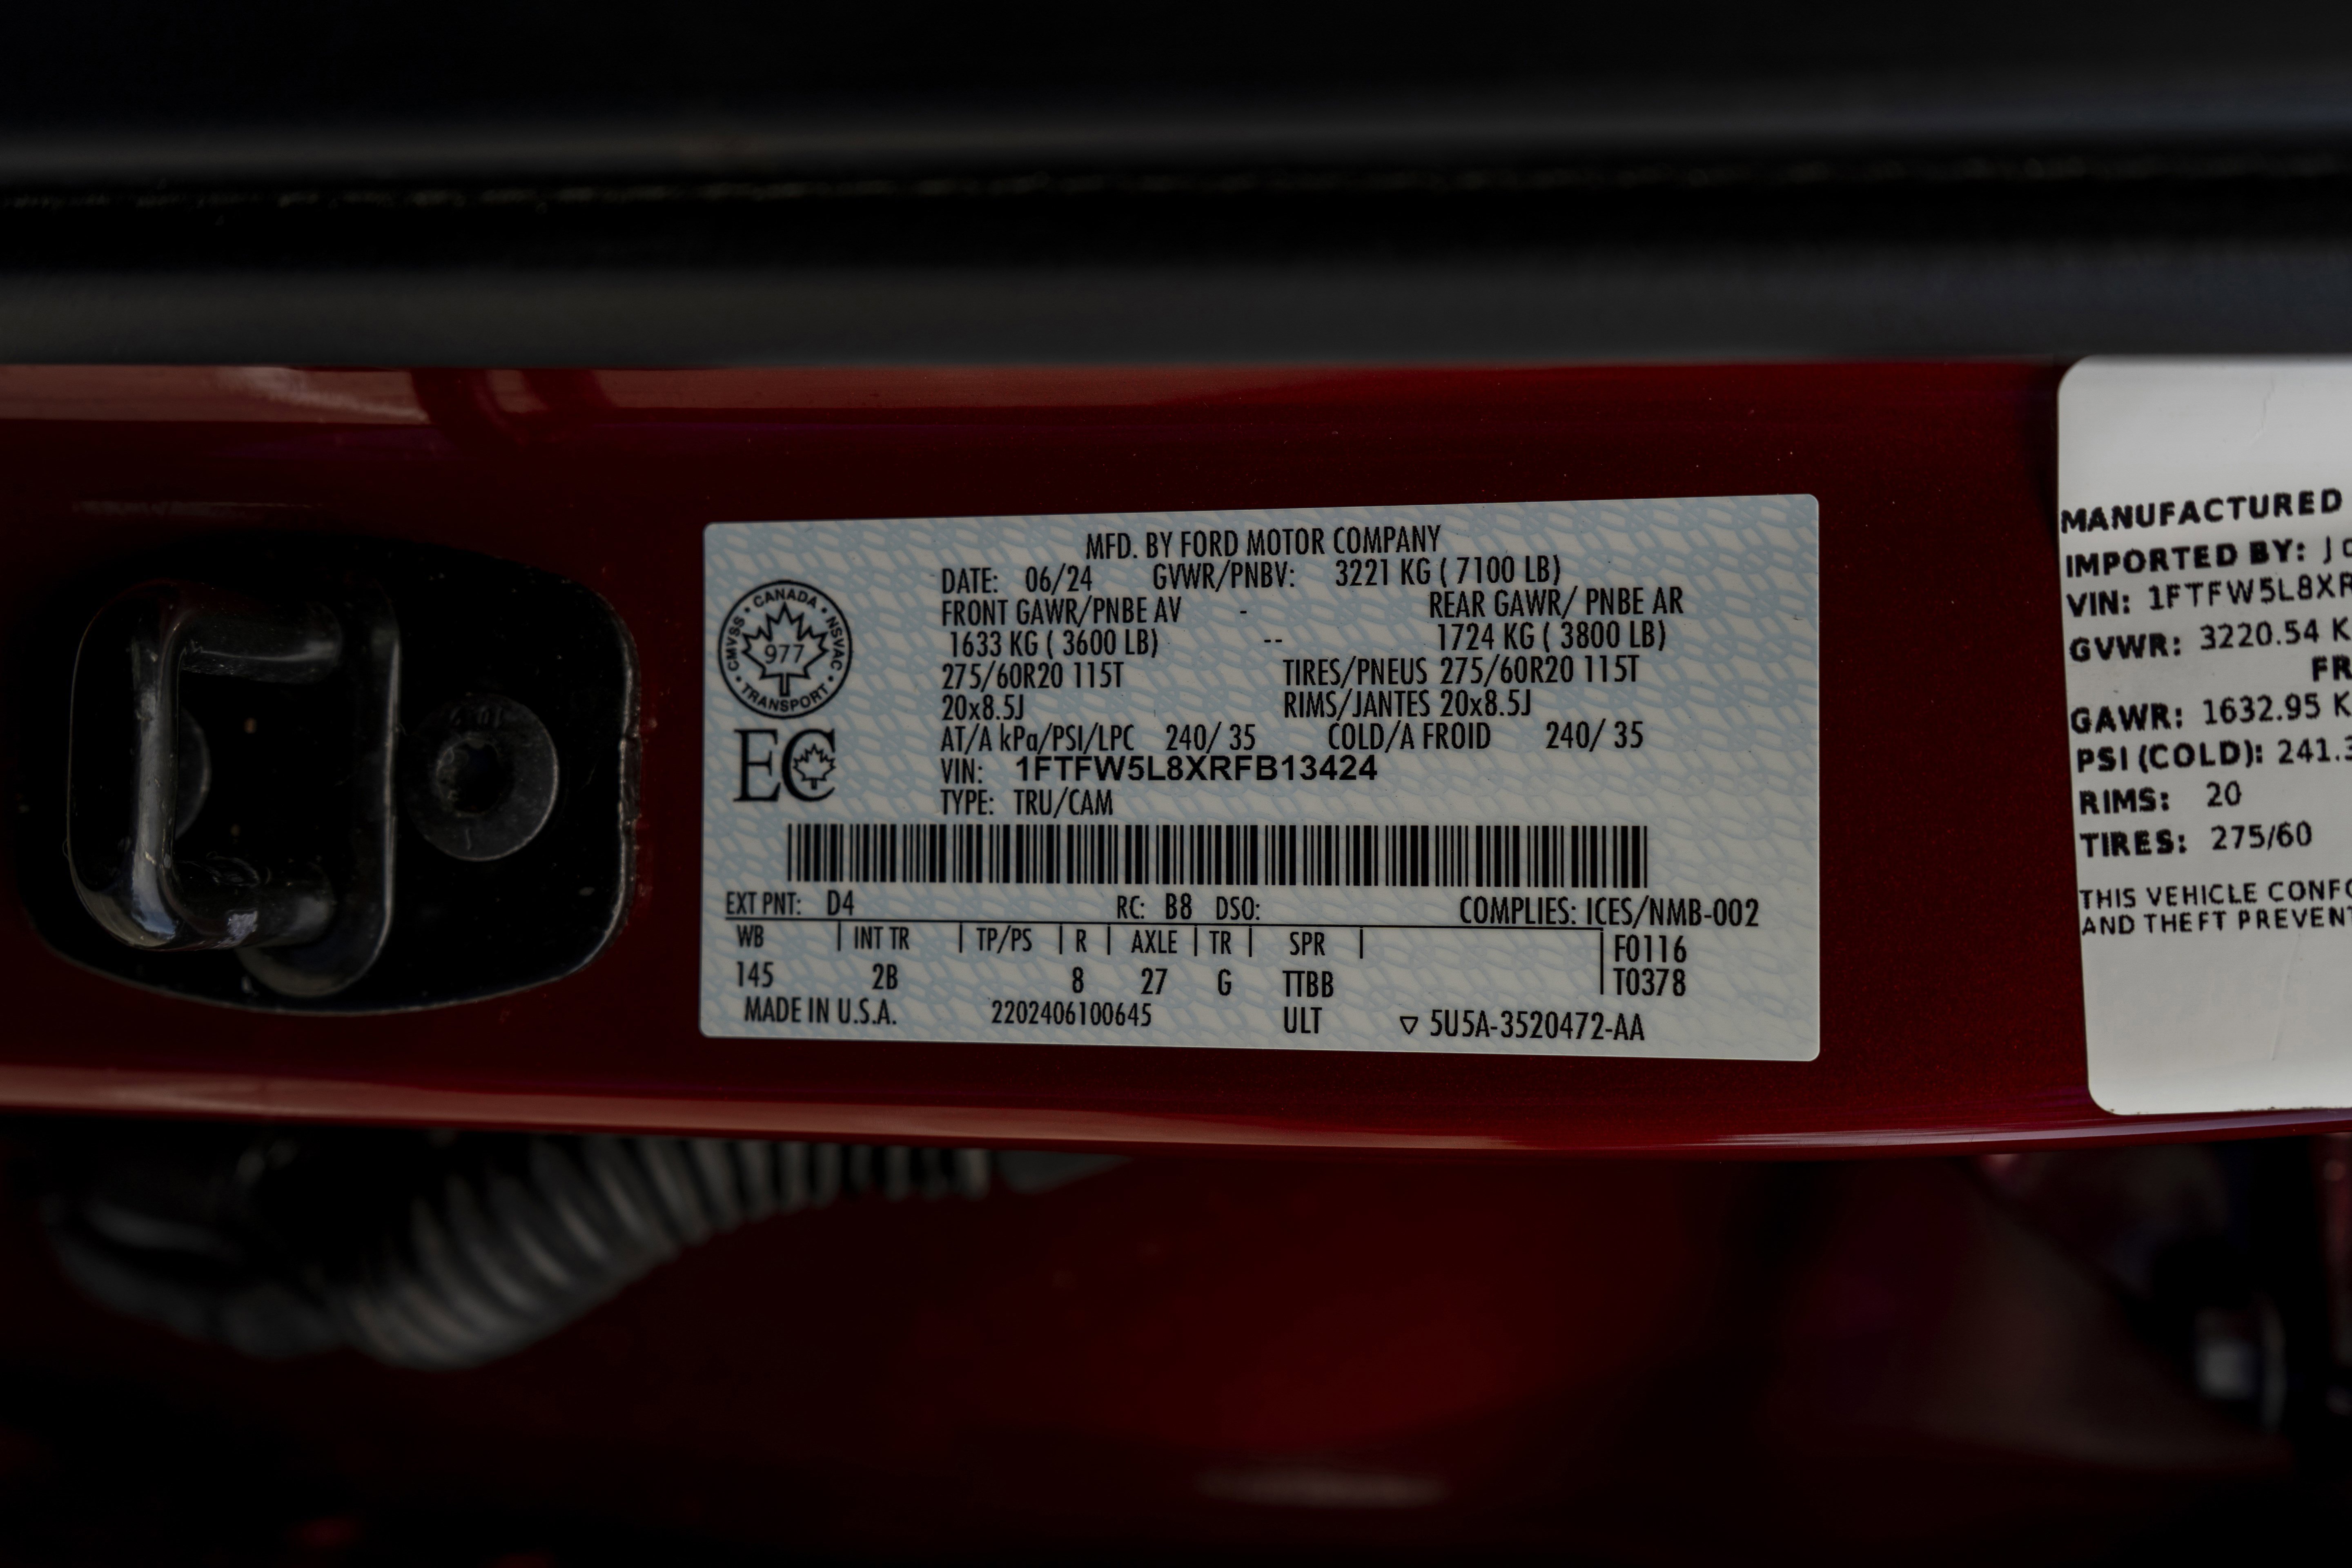 MFD. BY FORD MOTOR COMPANY
DATE: 06/24 GVWR/PNBV: 3221 KG ( 7100 LB)
FRONT GAWR/PNBE AV - REAR GAWR/ PNBE AR
1633 KG ( 3600 LB) -- 1724 KG ( 3800 LB)
275/60R20 115T TIRES/PNEUS 275/60R20 115T
20x8.5J RIMS/JANTES 20x8.5J
AT/A kPa/PSI/LPC 240/ 35 COLD/A FROID 240/ 35
VIN: 1FTFW5L8XRFB13424
TYPE: TRU/CAM
CANADA • NSVAC • TRANSPORT • CMVSS •
977
EC
EXT PNT: D4 RC: B8 DSO: COMPLIES: ICES/NMB-002
WB | INT TR | TP/PS | R | AXLE | TR | SPR | F0116
145 2B 8 27 G TTBB T0378
MADE IN U.S.A. 2202406100645 ULT ▽ 5U5A-3520472-AA
MANUFACTURED
IMPORTED BY:
VIN: 1FTFW5L8XR
GVWR: 3220.54 K
FR
GAWR: 1632.95 K
PSI (COLD): 241.3
RIMS: 20
TIRES: 275/60
THIS VEHICLE CONFO
AND THEFT PREVEN